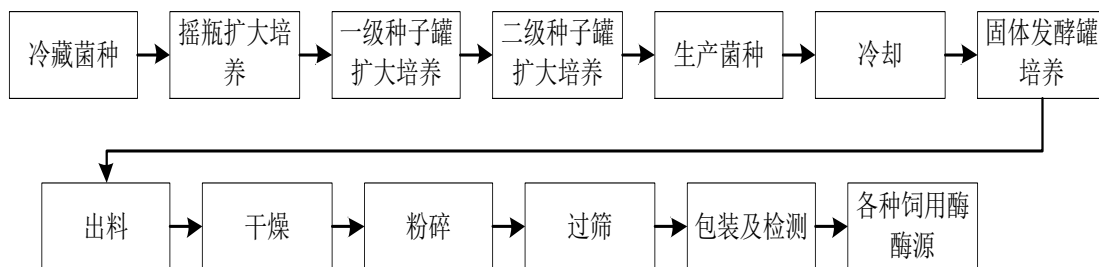 冷藏菌种
摇瓶扩大培
养
一级种子罐
扩大培养
二级种子罐
扩大培养
生产菌种
冷却
固体发酵罐
培养
出料
干燥
粉碎
过筛
包装及检测
各种饲用酶
酶源